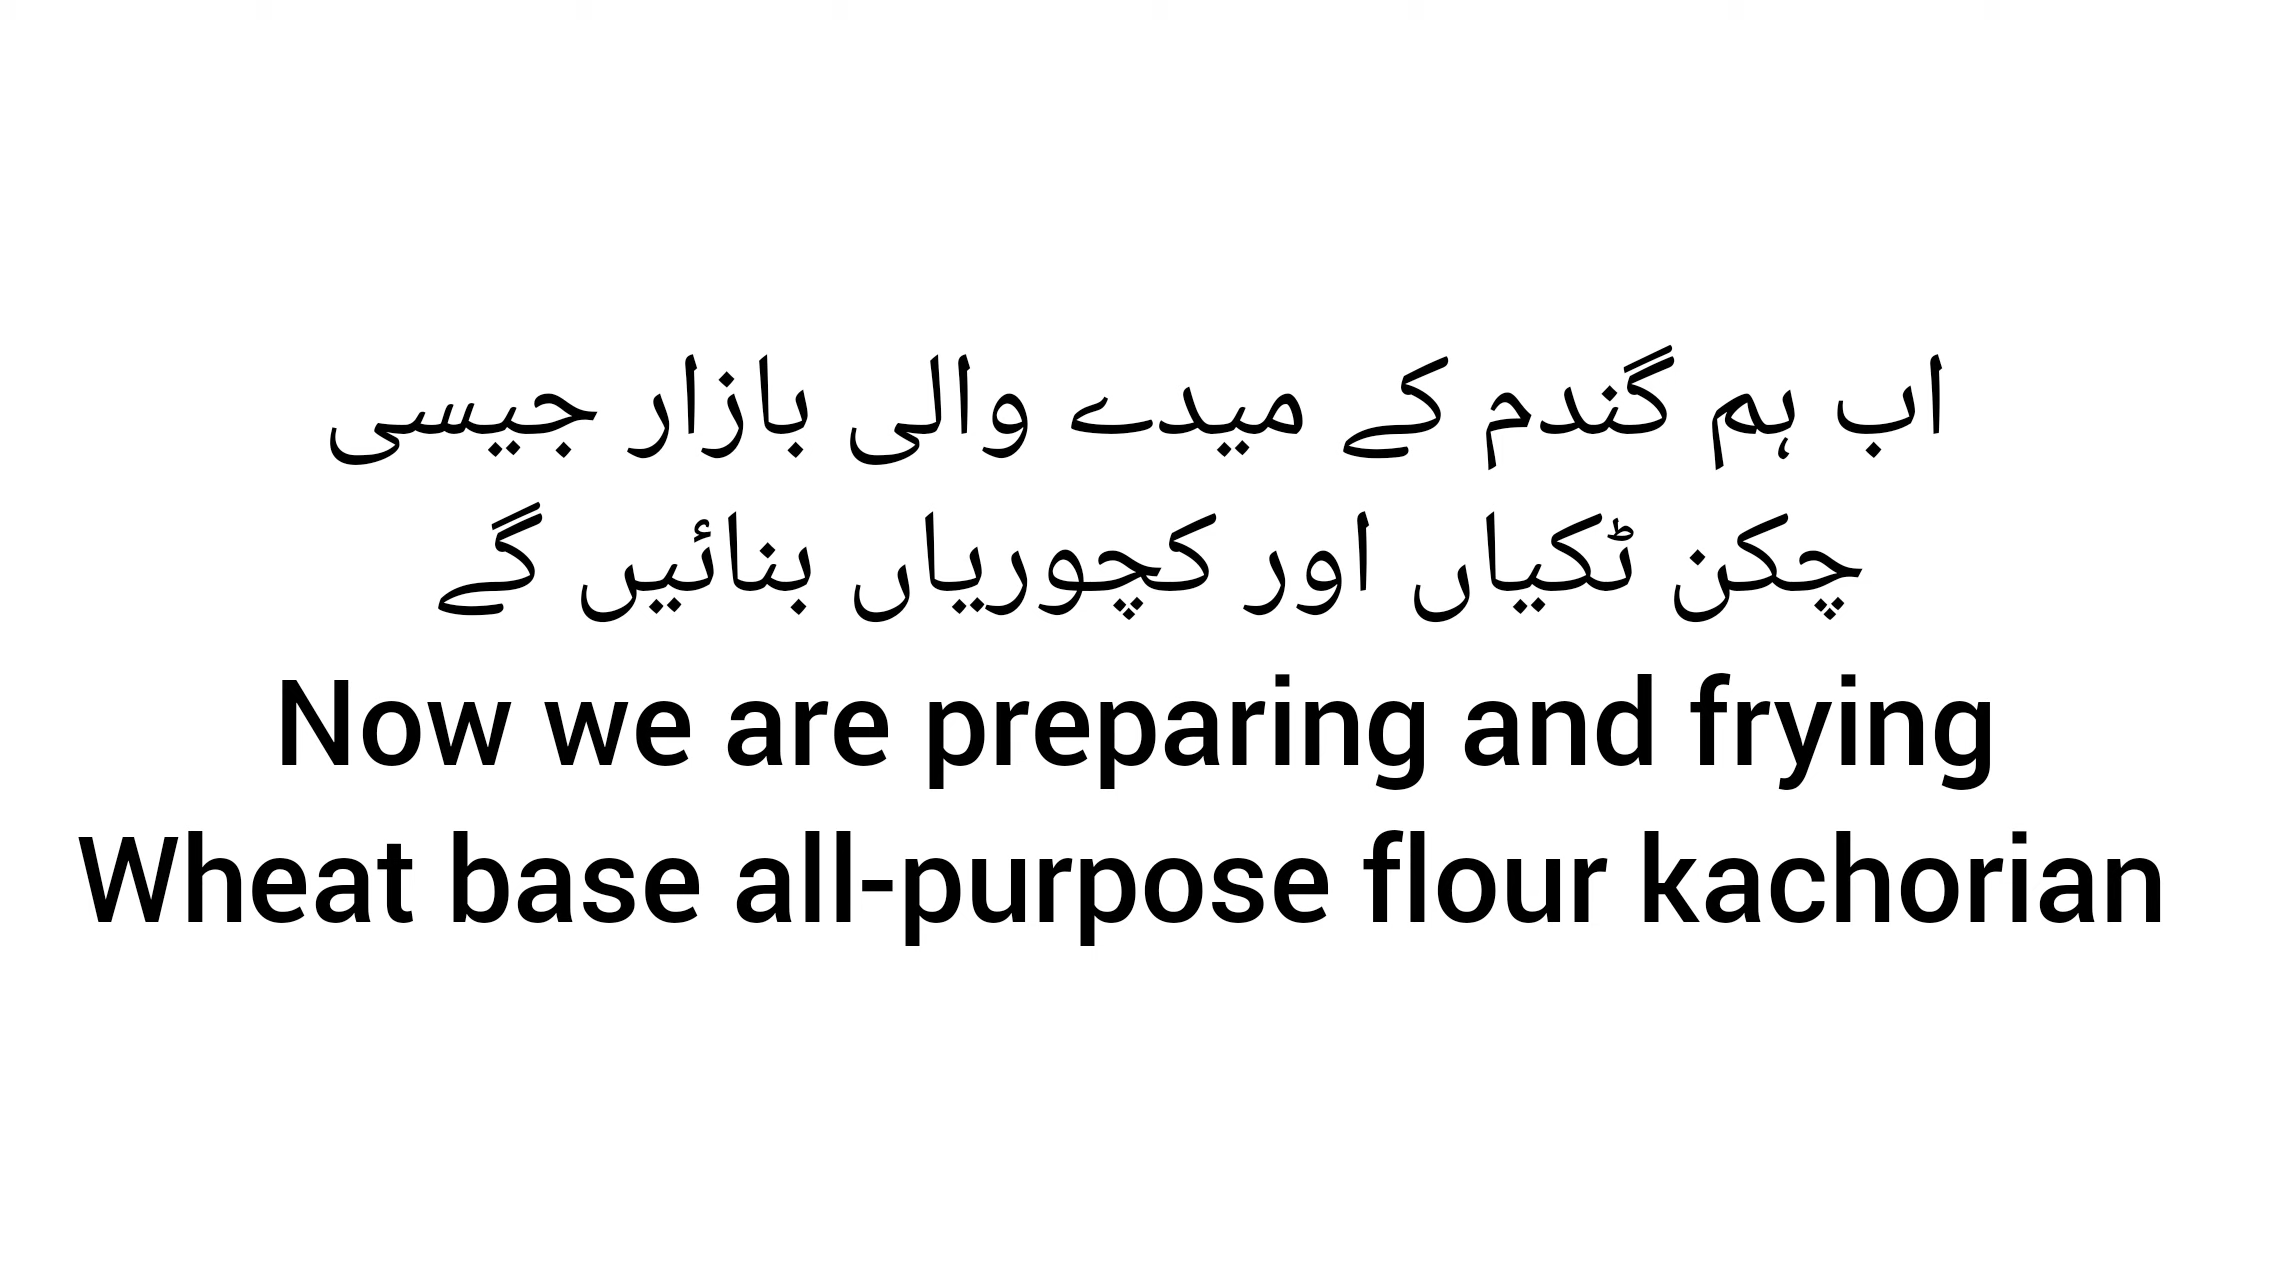 اب ہم گندم کے میدے والی بازار جیسی
چکن ٹکیاں اور کچوریاں بنائیں گے
Now we are preparing and frying
Wheat base all-purpose flour kachorian